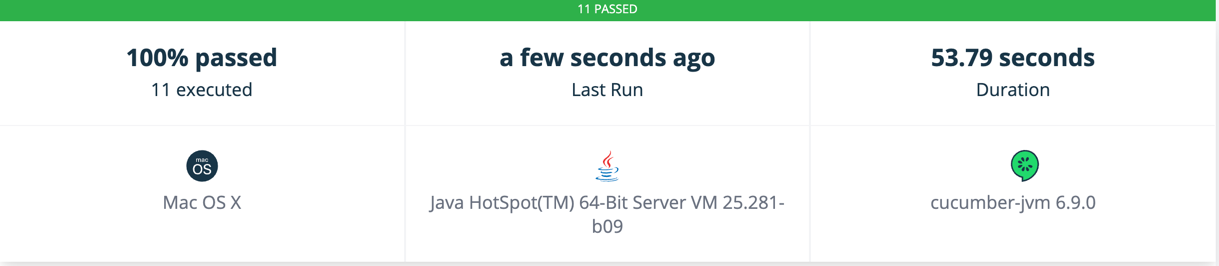 11 PASSED
100% passed
11 executed
a few seconds ago
Last Run
53.79 seconds
Duration
mac
OS
Mac OS X
Java HotSpot(TM) 64-Bit Server VM 25.281-
b09
cucumber-jvm 6.9.0